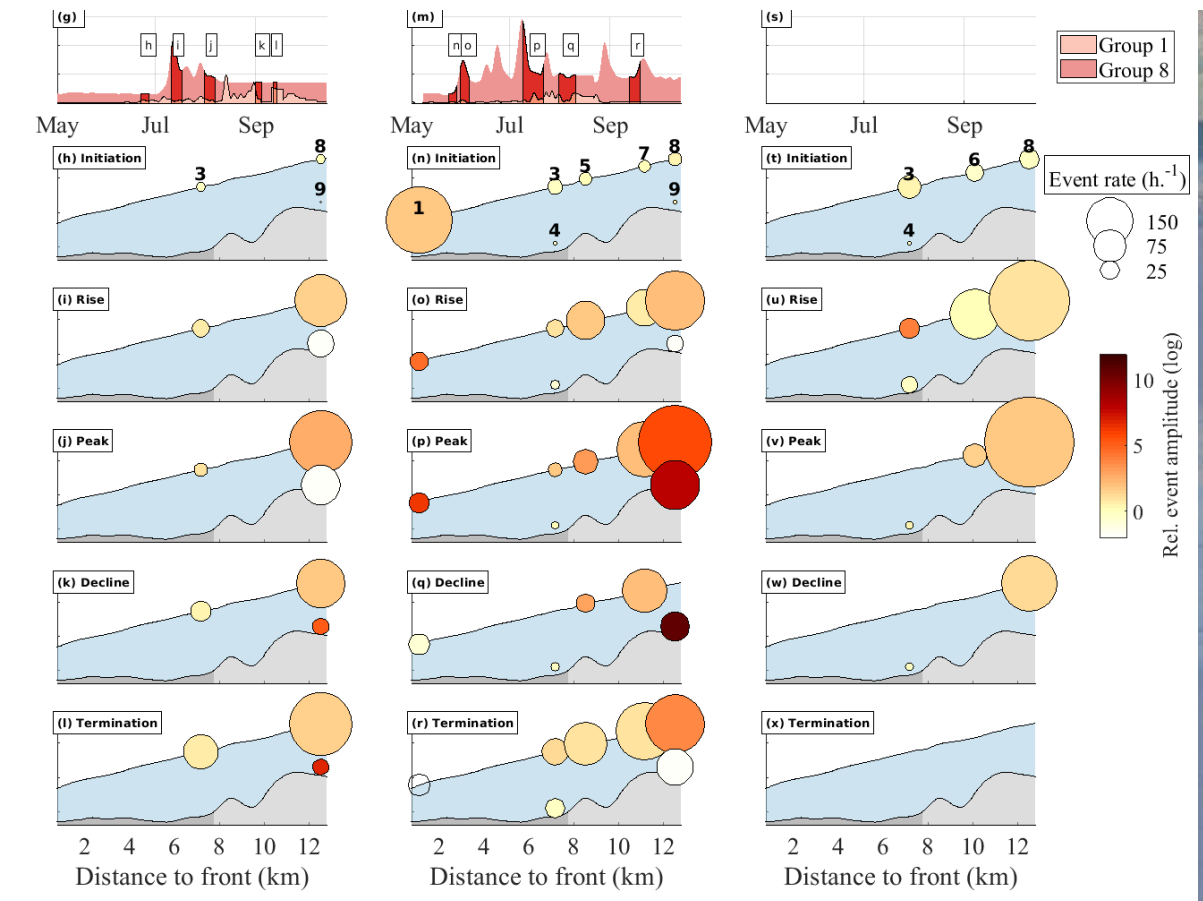 (g)
h i j k l
May Jul Sep
(m)
n o p q r
May Jul Sep
(s)
May Jul Sep
Group 1
Group 8
(h) Initiation
3
8
9
(n) Initiation
1
3
4
5
7
8
9
(t) Initiation
3
4
6
8
Event rate (h.⁻¹)
150
75
25
(i) Rise
(o) Rise
(u) Rise
(j) Peak
(p) Peak
(v) Peak
Rel. event amplitude (log)
10
5
0
(k) Decline
(q) Decline
(w) Decline
(l) Termination
(r) Termination
(x) Termination
2 4 6 8 10 12
Distance to front (km)
2 4 6 8 10 12
Distance to front (km)
2 4 6 8 10 12
Distance to front (km)